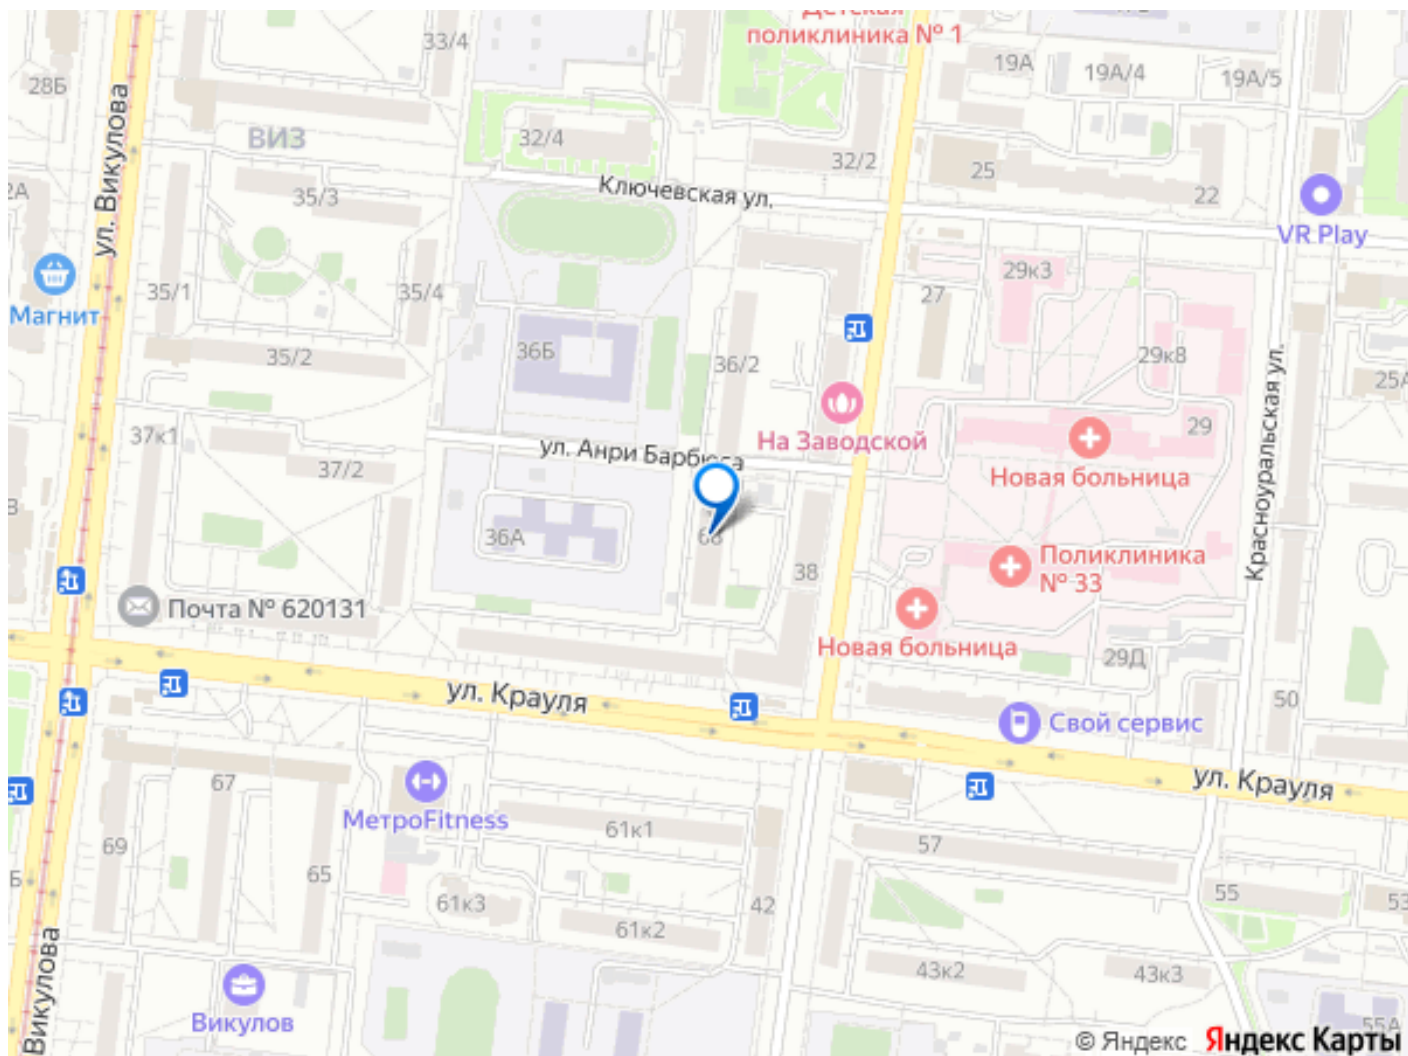 Детская
поликлиника № 1
33/4
28Б
ул. Викулова
ВИЗ
32/4
32/2
19А
19А/4
19А/5
25
22
2А
35/3
Ключевская ул.
VR Play
Магнит
35/1
35/4
35/2
36Б
36/2
27
29к3
29к8
25А
29
На Заводской
Новая больница
Красноуральская ул.
37к1
37/2
ул. Анри Барбюса
36А
68
38
Поликлиника
№ 33
Почта № 620131
Новая больница
29Д
50
ул. Крауля
Свой сервис
ул. Крауля
67
МетроFitness
69
65
61к1
61к3
61к2
42
57
55
53
Б
43к2
43к3
Викулов
Викулова
55А
© Яндекс Яндекс Карты